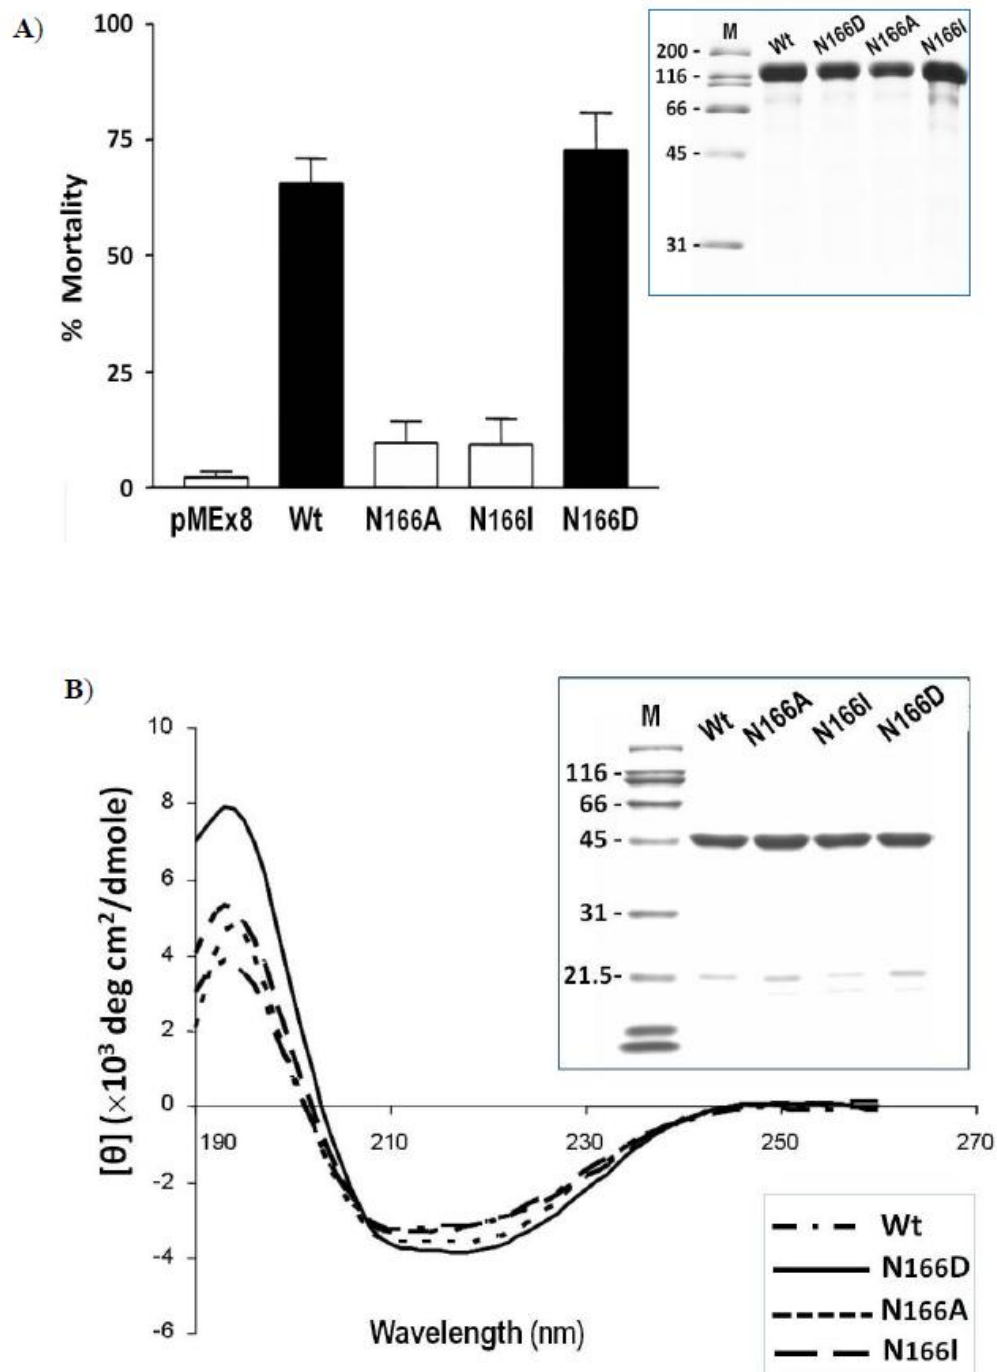 A)
100
75
50
25
0
% Mortality
pMEx8 Wt N166A N166I N166D
M Wt N166D N166A N166I
200 -
116 -
66 -
45 -
31 -
B)
10
8
6
4
2
0
-2
-4
-6
[θ] (×10³ deg cm²/dmole)
190 210 230 250 270
Wavelength (nm)
M Wt N166A N166I N166D
116 -
66 -
45 -
31 -
21.5-
Wt
N166D
N166A
N166I